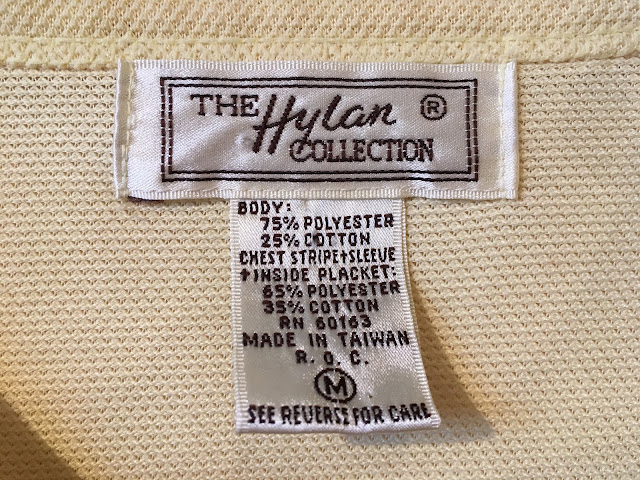 THE Hylan ®
COLLECTION
BODY:
75% POLYESTER
25% COTTON
CHEST STRIPE+SLEEVE
+INSIDE PLACKET:
65% POLYESTER
35% COTTON
RN 60163
MADE IN TAIWAN
R. O. C.
M
SEE REVERSE FOR CARE